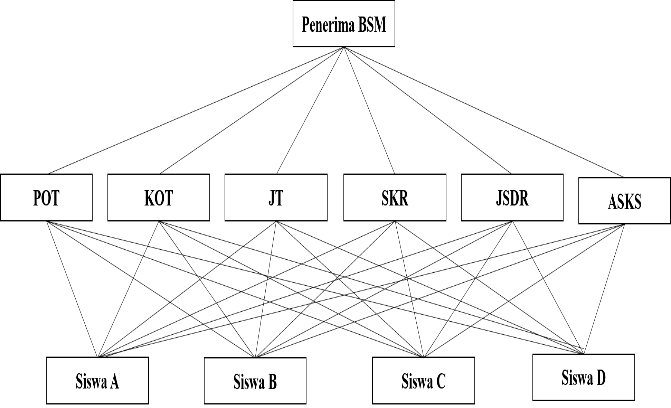 Penerima BSM
POT
KOT
JT
SKR
JSDR
ASKS
Siswa A
Siswa B
Siswa C
Siswa D